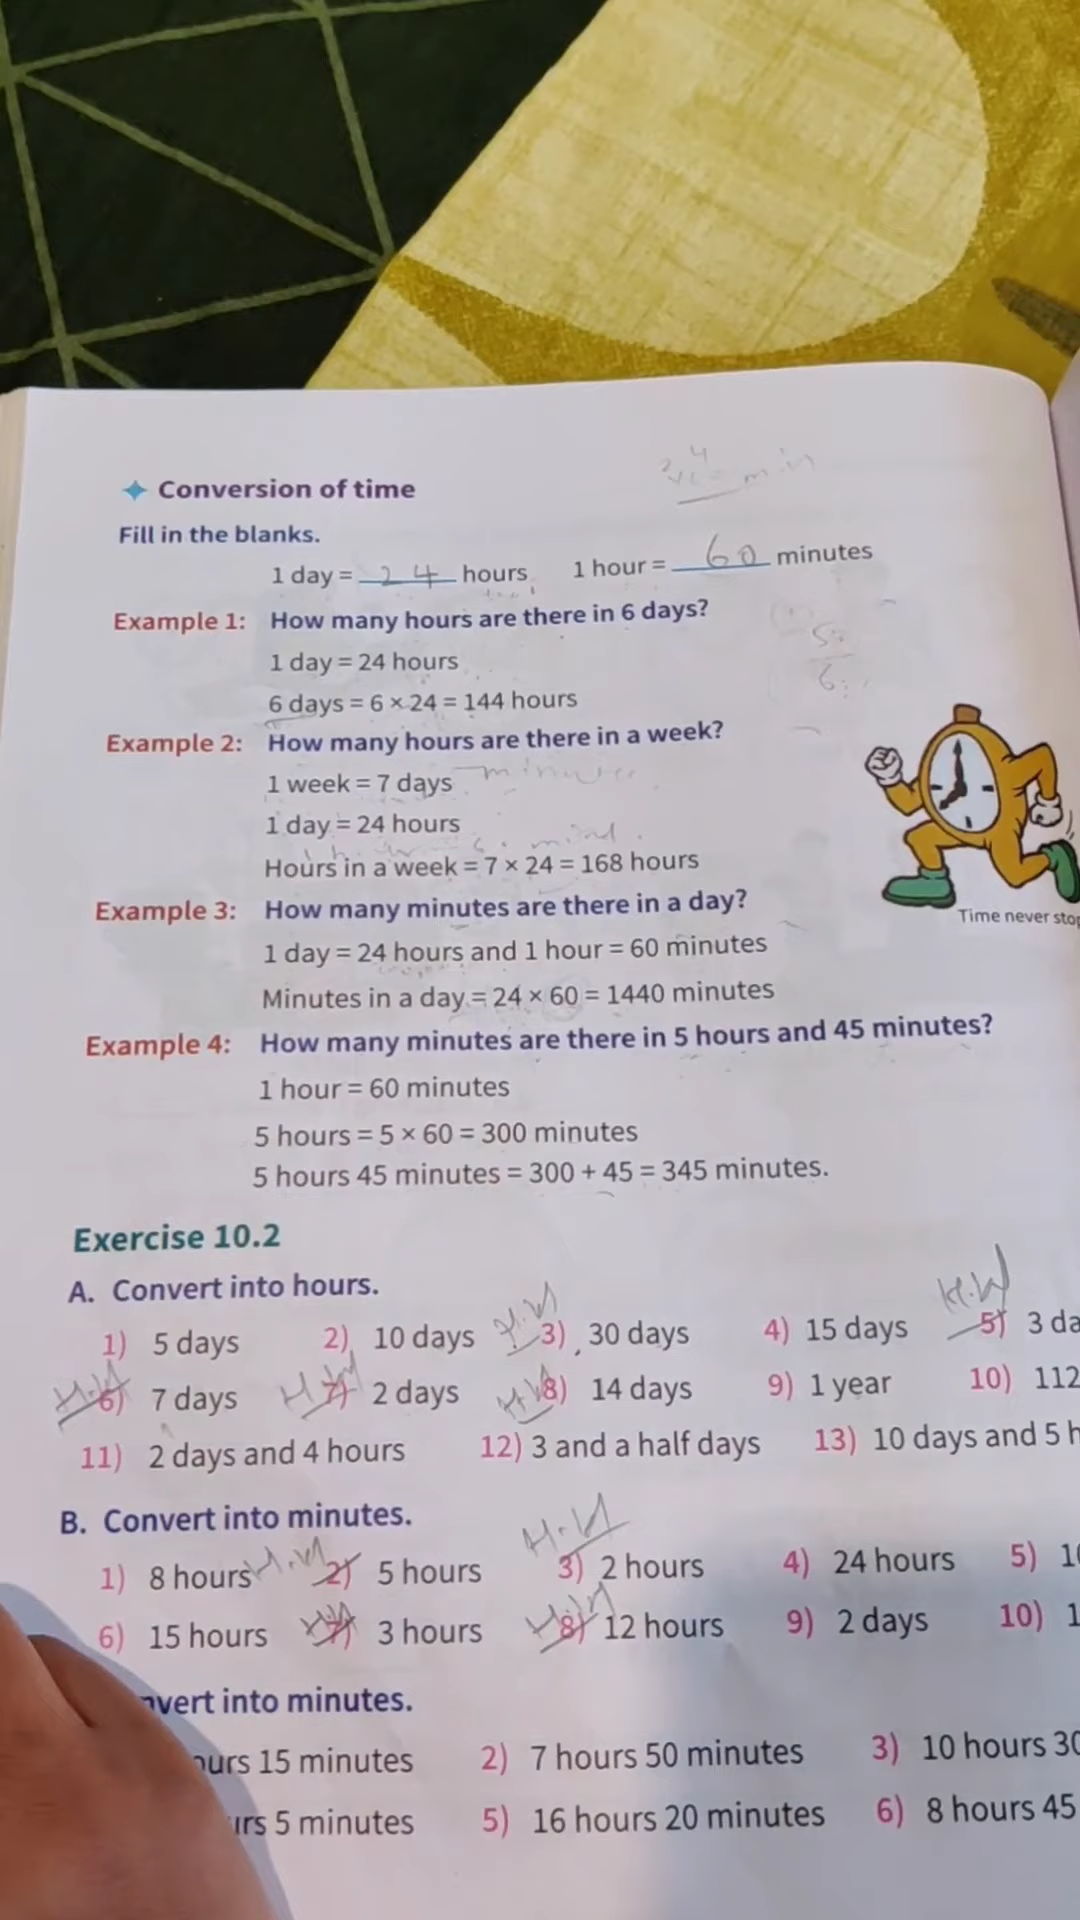 Conversion of time
Fill in the blanks.
1 day = 24 hours 1 hour = 60 minutes
Example 1: How many hours are there in 6 days?
1 day = 24 hours
6 days = 6 × 24 = 144 hours
Example 2: How many hours are there in a week?
1 week = 7 days
1 day = 24 hours
Hours in a week = 7 × 24 = 168 hours
Example 3: How many minutes are there in a day?
Time never
1 day = 24 hours and 1 hour = 60 minutes
Minutes in a day = 24 × 60 = 1440 minutes
Example 4: How many minutes are there in 5 hours and 45 minutes?
1 hour = 60 minutes
5 hours = 5 × 60 = 300 minutes
5 hours 45 minutes = 300 + 45 = 345 minutes.
Exercise 10.2
A. Convert into hours.
1) 5 days 2) 10 days H.W 3) 30 days 4) 15 days H.W 5) 3
H.W 6) 7 days H.W 7) 2 days H.W 8) 14 days 9) 1 year 10) 112
11) 2 days and 4 hours 12) 3 and a half days 13) 10 days and 5
B. Convert into minutes.
1) 8 hours H.W 2) 5 hours H.W 3) 2 hours 4) 24 hours 5)
6) 15 hours H.W 7) 3 hours H.W 8) 12 hours 9) 2 days 10)
into minutes.
15 minutes 2) 7 hours 50 minutes 3) 10 hours 30
5 minutes 5) 16 hours 20 minutes 6) 8 hours 45